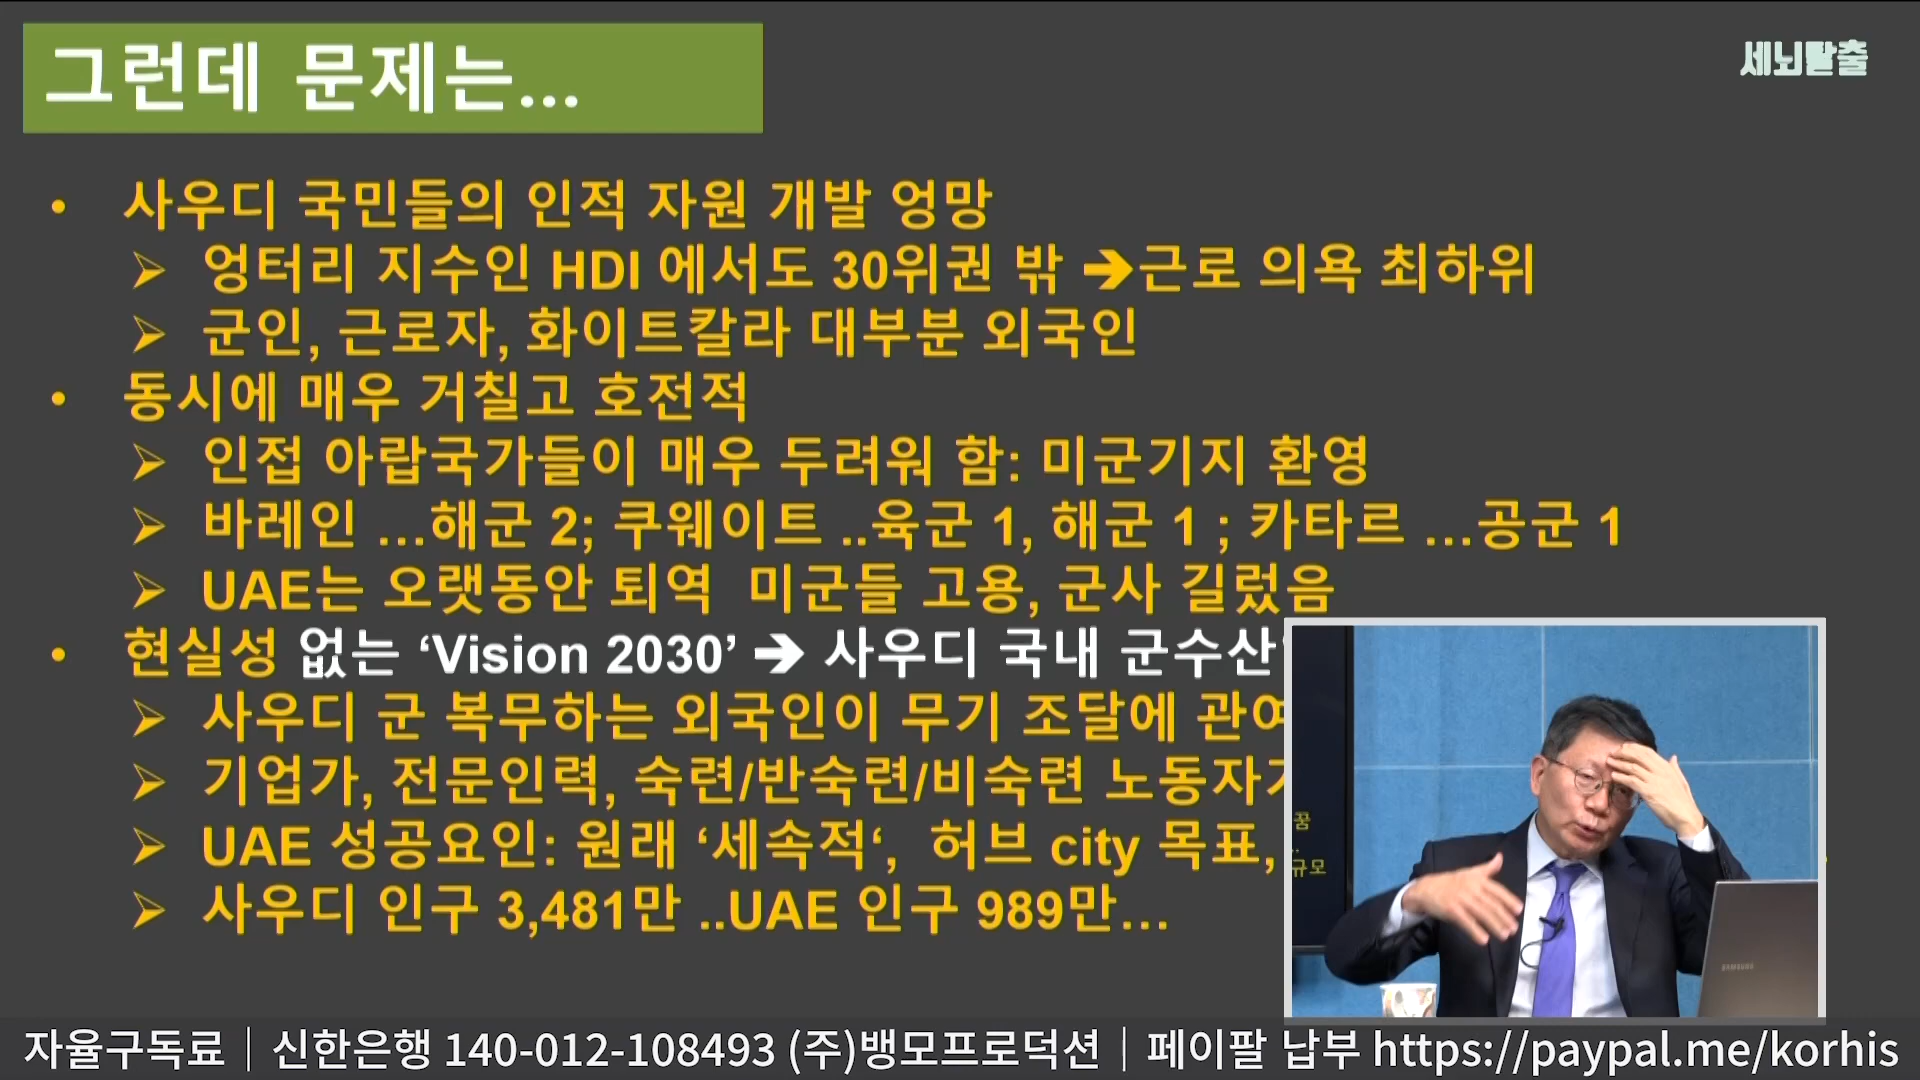 그런데 문제는...
세뇌탈출
• 사우디 국민들의 인적 자원 개발 엉망
➢ 엉터리 지수인 HDI 에서도 30위권 밖 ➔근로 의욕 최하위
➢ 군인, 근로자, 화이트칼라 대부분 외국인
• 동시에 매우 거칠고 호전적
➢ 인접 아랍국가들이 매우 두려워 함: 미군기지 환영
➢ 바레인 …해군 2; 쿠웨이트 ..육군 1, 해군 1 ; 카타르 …공군 1
➢ UAE는 오랫동안 퇴역 미군들 고용, 군사 길렀음
• 현실성 없는 ‘Vision 2030’ ➔ 사우디 국내 군수산
➢ 사우디 군 복무하는 외국인이 무기 조달에 관여
➢ 기업가, 전문인력, 숙련/반숙련/비숙련 노동자
➢ UAE 성공요인: 원래 ‘세속적‘, 허브 city 목표,
➢ 사우디 인구 3,481만 ..UAE 인구 989만…
꿈
..
규모
SAMSUNG
자율구독료｜신한은행 140-012-108493 (주)뱅모프로덕션｜페이팔 납부 https://paypal.me/korhis